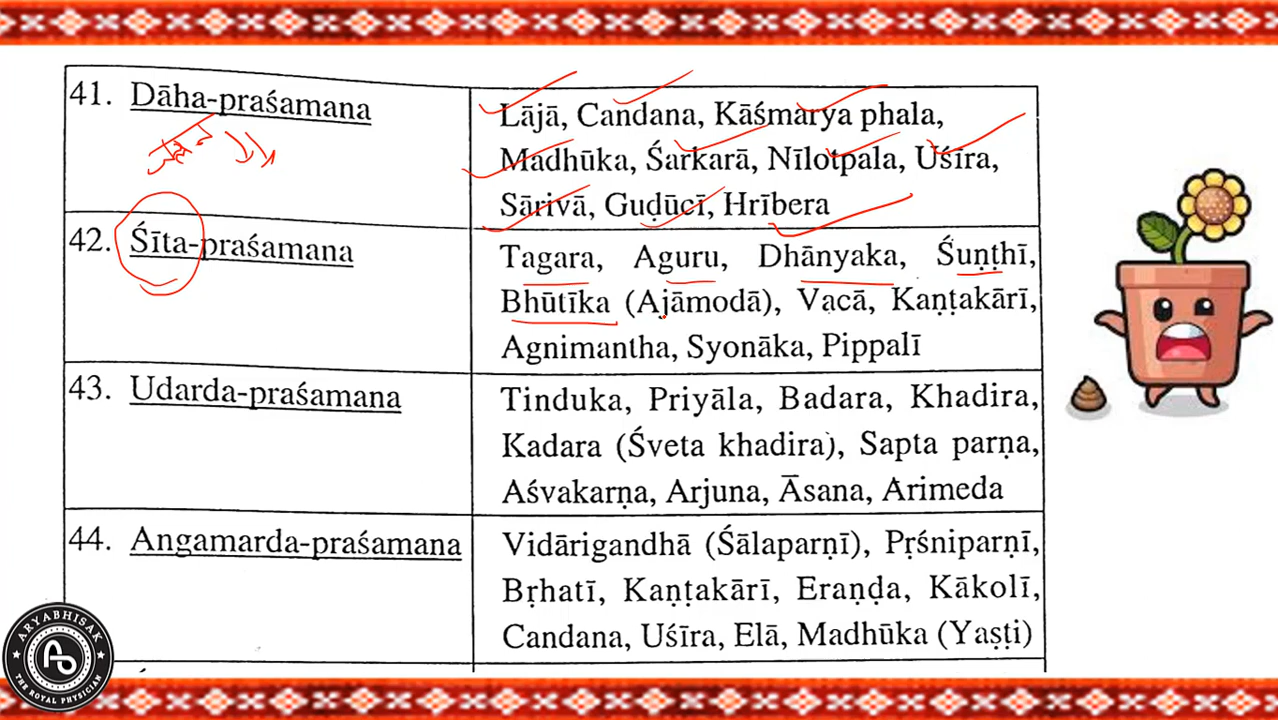 41. Dāha-praśamana
Lājā, Candana, Kāśmarya phala,
Madhūka, Śarkarā, Nīlotpala, Uśīra,
Sārivā, Guḍūcī, Hrībera
42. Śīta-praśamana
Tagara, Aguru, Dhānyaka, Śuṇṭhī,
Bhūtīka (Ajāmodā), Vacā, Kaṇṭakārī,
Agnimantha, Syonāka, Pippalī
43. Udarda-praśamana
Tinduka, Priyāla, Badara, Khadira,
Kadara (Śveta khadira), Sapta parṇa,
Aśvakarṇa, Arjuna, Āsana, Arimeda
44. Angamarda-praśamana
Vidārigandhā (Śālaparṇī), Pṛśniparṇī,
Bṛhatī, Kaṇṭakārī, Eraṇḍa, Kākolī,
Candana, Uśīra, Elā, Madhūka (Yaṣṭi)
ARYABHISAK
THE ROYAL PHYSICIAN